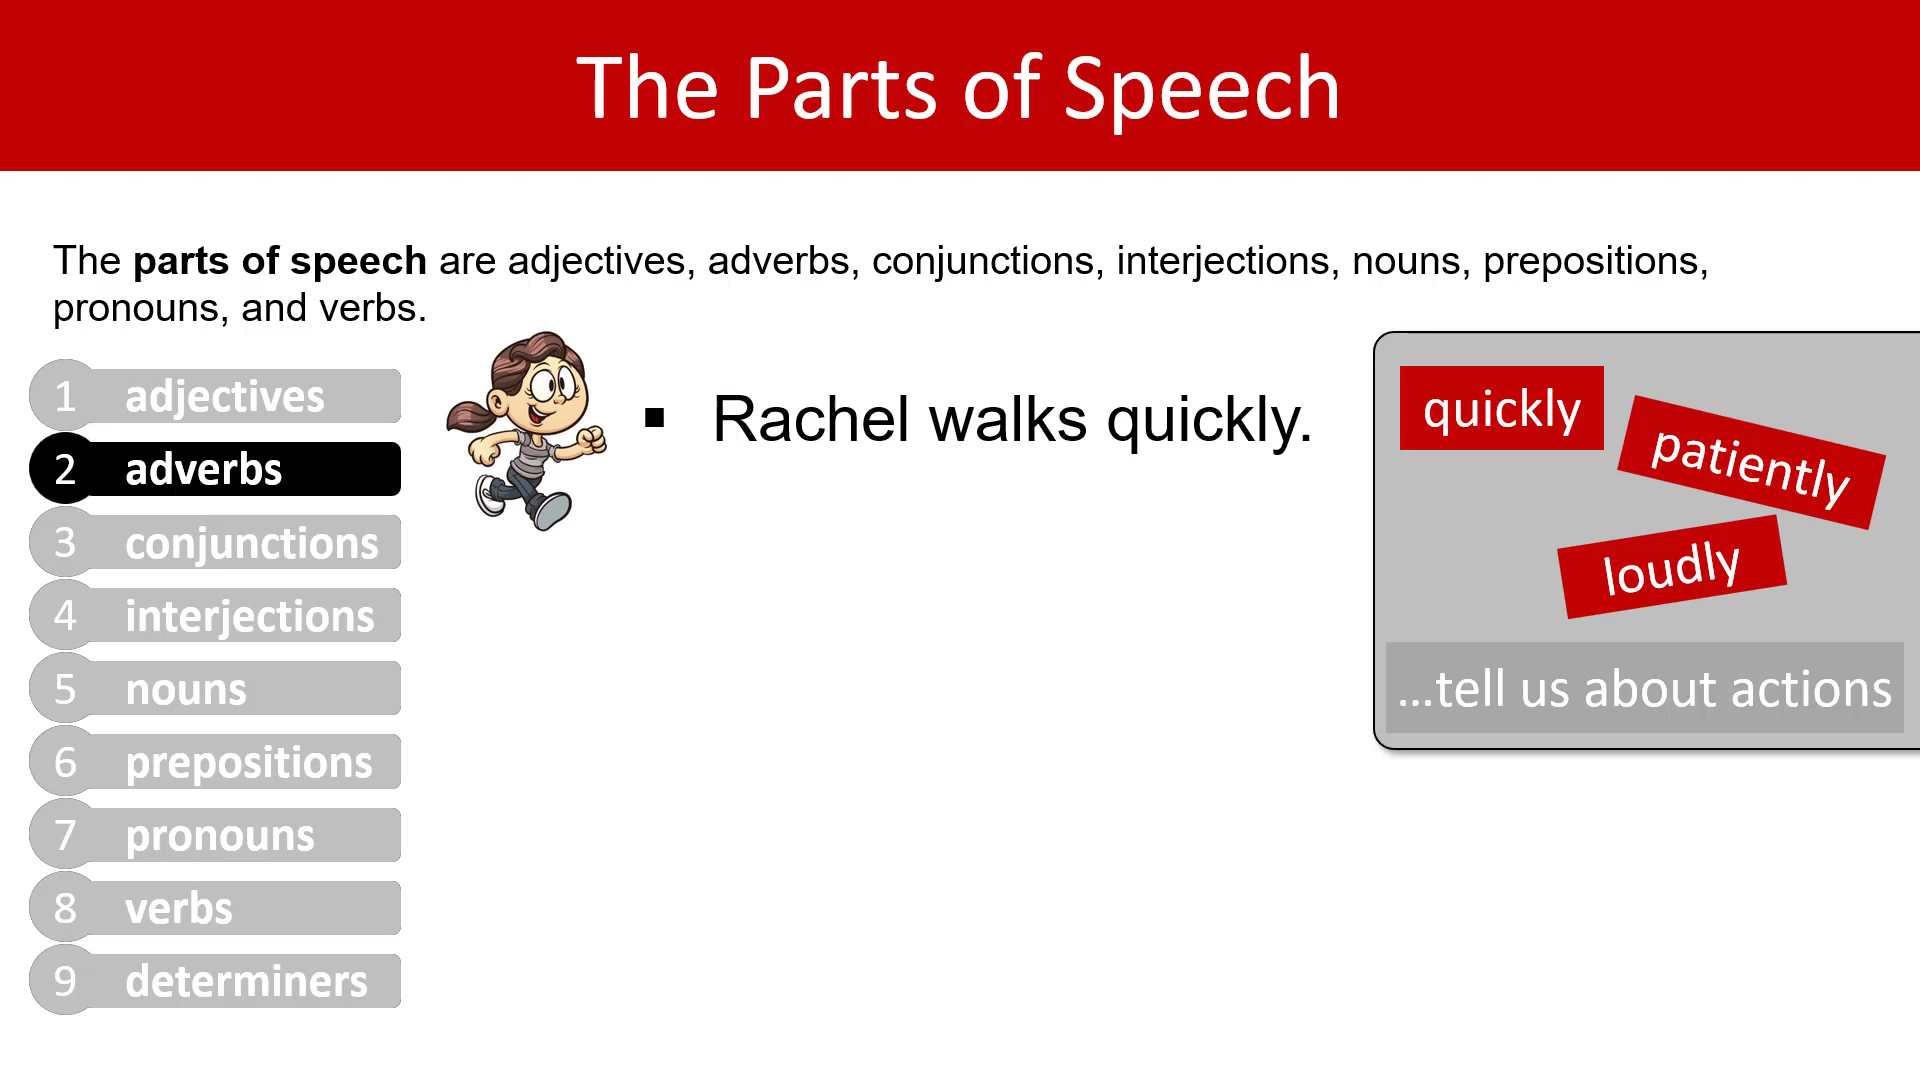 The Parts of Speech
The parts of speech are adjectives, adverbs, conjunctions, interjections, nouns, prepositions,
pronouns, and verbs.
1 adjectives
2 adverbs
3 conjunctions
4 interjections
5 nouns
6 prepositions
7 pronouns
8 verbs
9 determiners
▪ Rachel walks quickly.
quickly
patiently
loudly
...tell us about actions